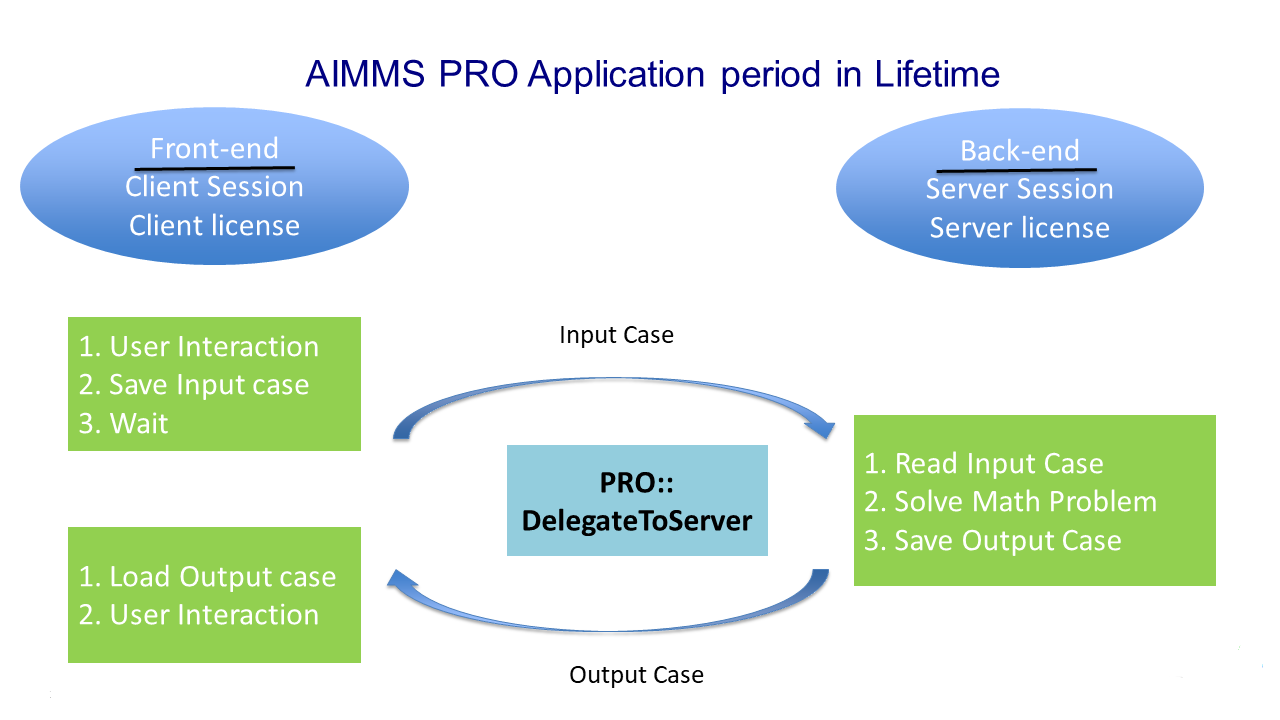 AIMMS PRO Application period in Lifetime
Front-end
Client Session
Client license
Back-end
Server Session
Server license
1. User Interaction
2. Save Input case
3. Wait
Input Case
PRO::
DelegateToServer
1. Read Input Case
2. Solve Math Problem
3. Save Output Case
1. Load Output case
2. User Interaction
Output Case